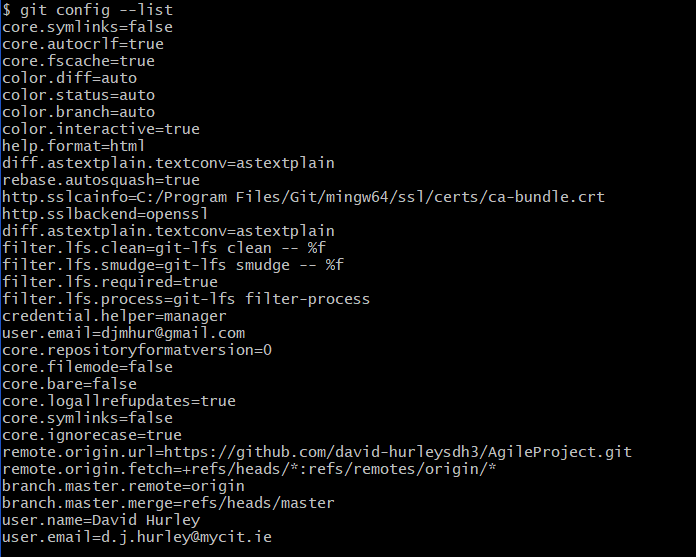 $ git config --list
core.symlinks=false
core.autocrlf=true
core.fscache=true
color.diff=auto
color.status=auto
color.branch=auto
color.interactive=true
help.format=html
diff.astextplain.textconv=astextplain
rebase.autosquash=true
http.sslcainfo=C:/Program Files/Git/mingw64/ssl/certs/ca-bundle.crt
http.sslbackend=openssl
diff.astextplain.textconv=astextplain
filter.lfs.clean=git-lfs clean -- %f
filter.lfs.smudge=git-lfs smudge -- %f
filter.lfs.required=true
filter.lfs.process=git-lfs filter-process
credential.helper=manager
user.email=djmhur@gmail.com
core.repositoryformatversion=0
core.filemode=false
core.bare=false
core.logallrefupdates=true
core.symlinks=false
core.ignorecase=true
remote.origin.url=https://github.com/david-hurleysdh3/AgileProject.git
remote.origin.fetch=+refs/heads/*:refs/remotes/origin/*
branch.master.remote=origin
branch.master.merge=refs/heads/master
user.name=David Hurley
user.email=d.j.hurley@mycit.ie